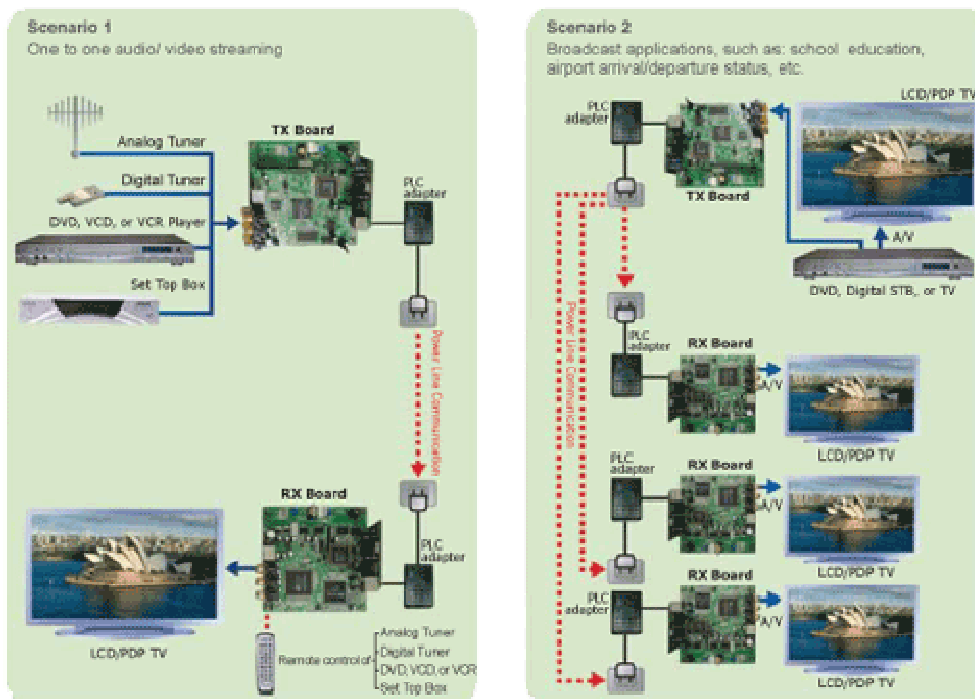 Scenario 1
One to one audio/ video streaming
Analog Tuner
Digital Tuner
DVD, VCD, or VCR Player
Set Top Box
TX Board
PLC
adapter
Power Line Communication
RX Board
PLC
adapter
LCD/PDP TV
Remote control of
Analog Tuner
Digital Tuner
DVD, VCD, or VCR
Set Top Box
Scenario 2
Broadcast applications, such as: school education,
airport arrival/departure status, etc.
PLC
adapter
TX Board
LCD/PDP TV
A/V
DVD, Digital STB,. or TV
Power Line Communication
PLC
adapter
RX Board
A/V
LCD/PDP TV
PLC
adapter
RX Board
A/V
LCD/PDP TV
PLC
adapter
RX Board
A/V
LCD/PDP TV